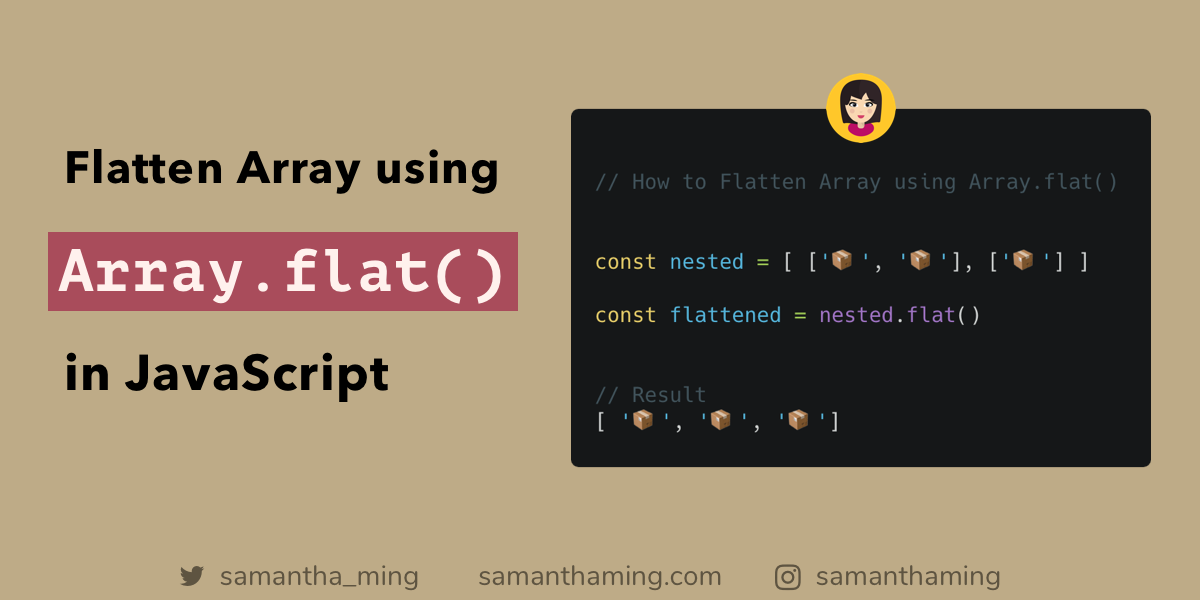 Flatten Array using
Array.flat()
in JavaScript
// How to Flatten Array using Array.flat()
const nested = [ ['📦 ', '📦 '], ['📦 '] ]
const flattened = nested.flat()
// Result
[ '📦 ', '📦 ', '📦 ']
samantha_ming
samanthaming.com
samanthaming